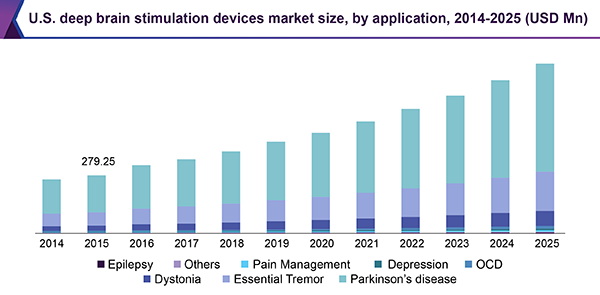 U.S. deep brain stimulation devices market size, by application, 2014-2025 (USD Mn)
279.25
2014 2015 2016 2017 2018 2019 2020 2021 2022 2023 2024 2025
Epilepsy Others Pain Management Depression OCD
Dystonia Essential Tremor Parkinson's disease